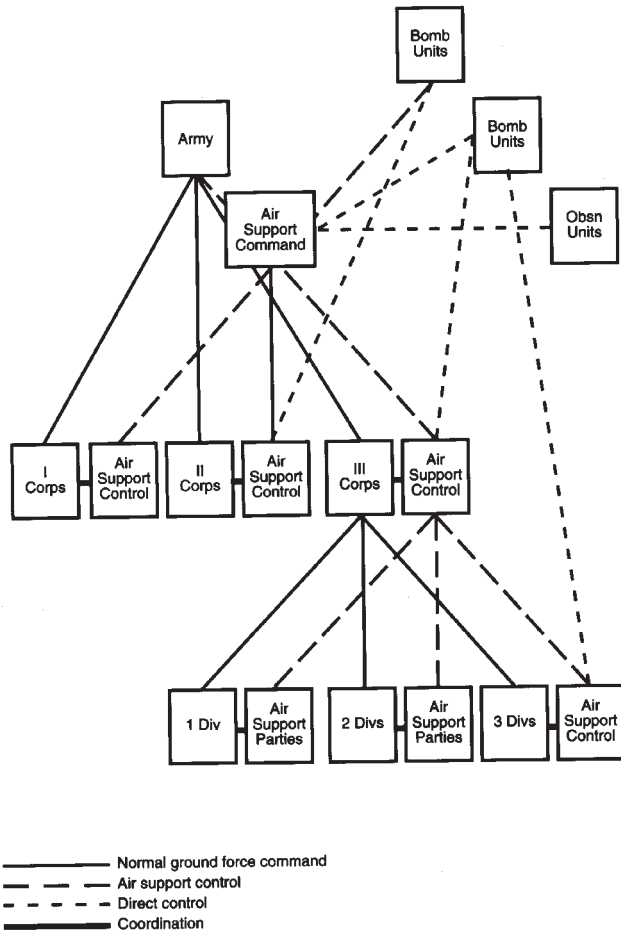 Bomb
Units
Army
Bomb
Units
Air
Support
Command
Obsn
Units
I
Corps
Air
Support
Control
II
Corps
Air
Support
Control
III
Corps
Air
Support
Control
1 Div
Air
Support
Parties
2 Divs
Air
Support
Parties
3 Divs
Air
Support
Control
Normal ground force command
Air support control
Direct control
Coordination